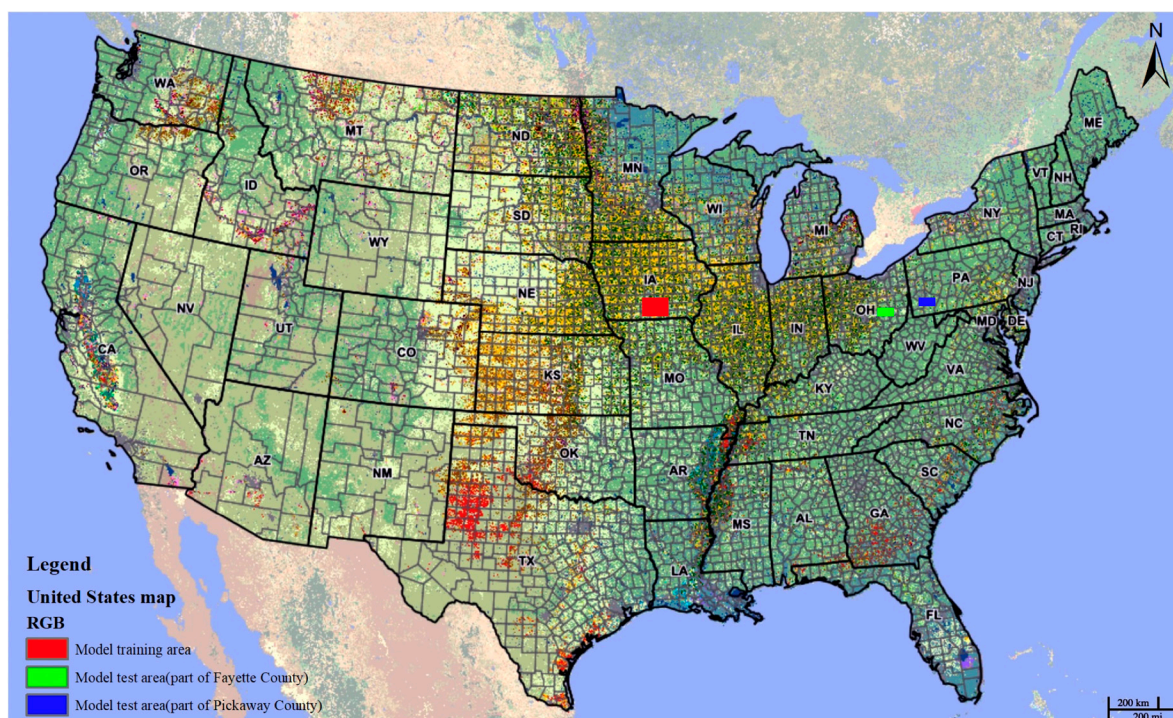 N
WA
MT
ND
MN
ME
OR
ID
SD
WI
MI
VT
NH
NY
MA
CT
RI
WY
IA
NE
PA
NJ
NV
UT
CO
IL
IN
OH
MD
DE
WV
CA
KS
MO
KY
VA
AZ
NM
OK
AR
TN
NC
SC
MS
AL
GA
TX
LA
FL
Legend
United States map
RGB
Model training area
Model test area(part of Fayette County)
Model test area(part of Pickaway County)
200 km
200 mi